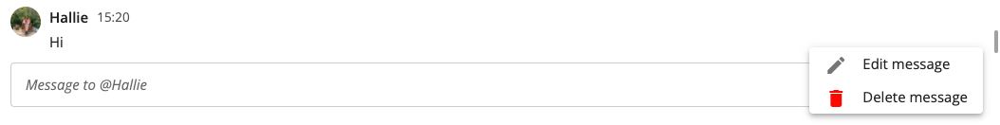 Hallie 15:20
Hi
Message to @Hallie
Edit message
Delete message